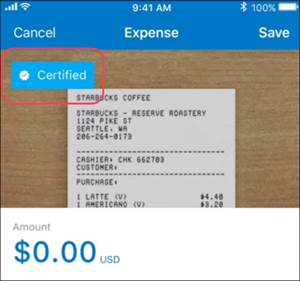 9:41 AM 100%
Cancel Expense Save
Certified
STARBUCKS COFFEE
STARBUCKS - RESERVE ROASTERY
1124 PIKE ST
SEATTLE, WA
206-264-0173
CASHIER: CHK 662703
CUSTOMER:
PURCHASE:
1 LATTE (V) $4.40
1 AMERICANO (V) $3.20
Amount
$0.00 USD